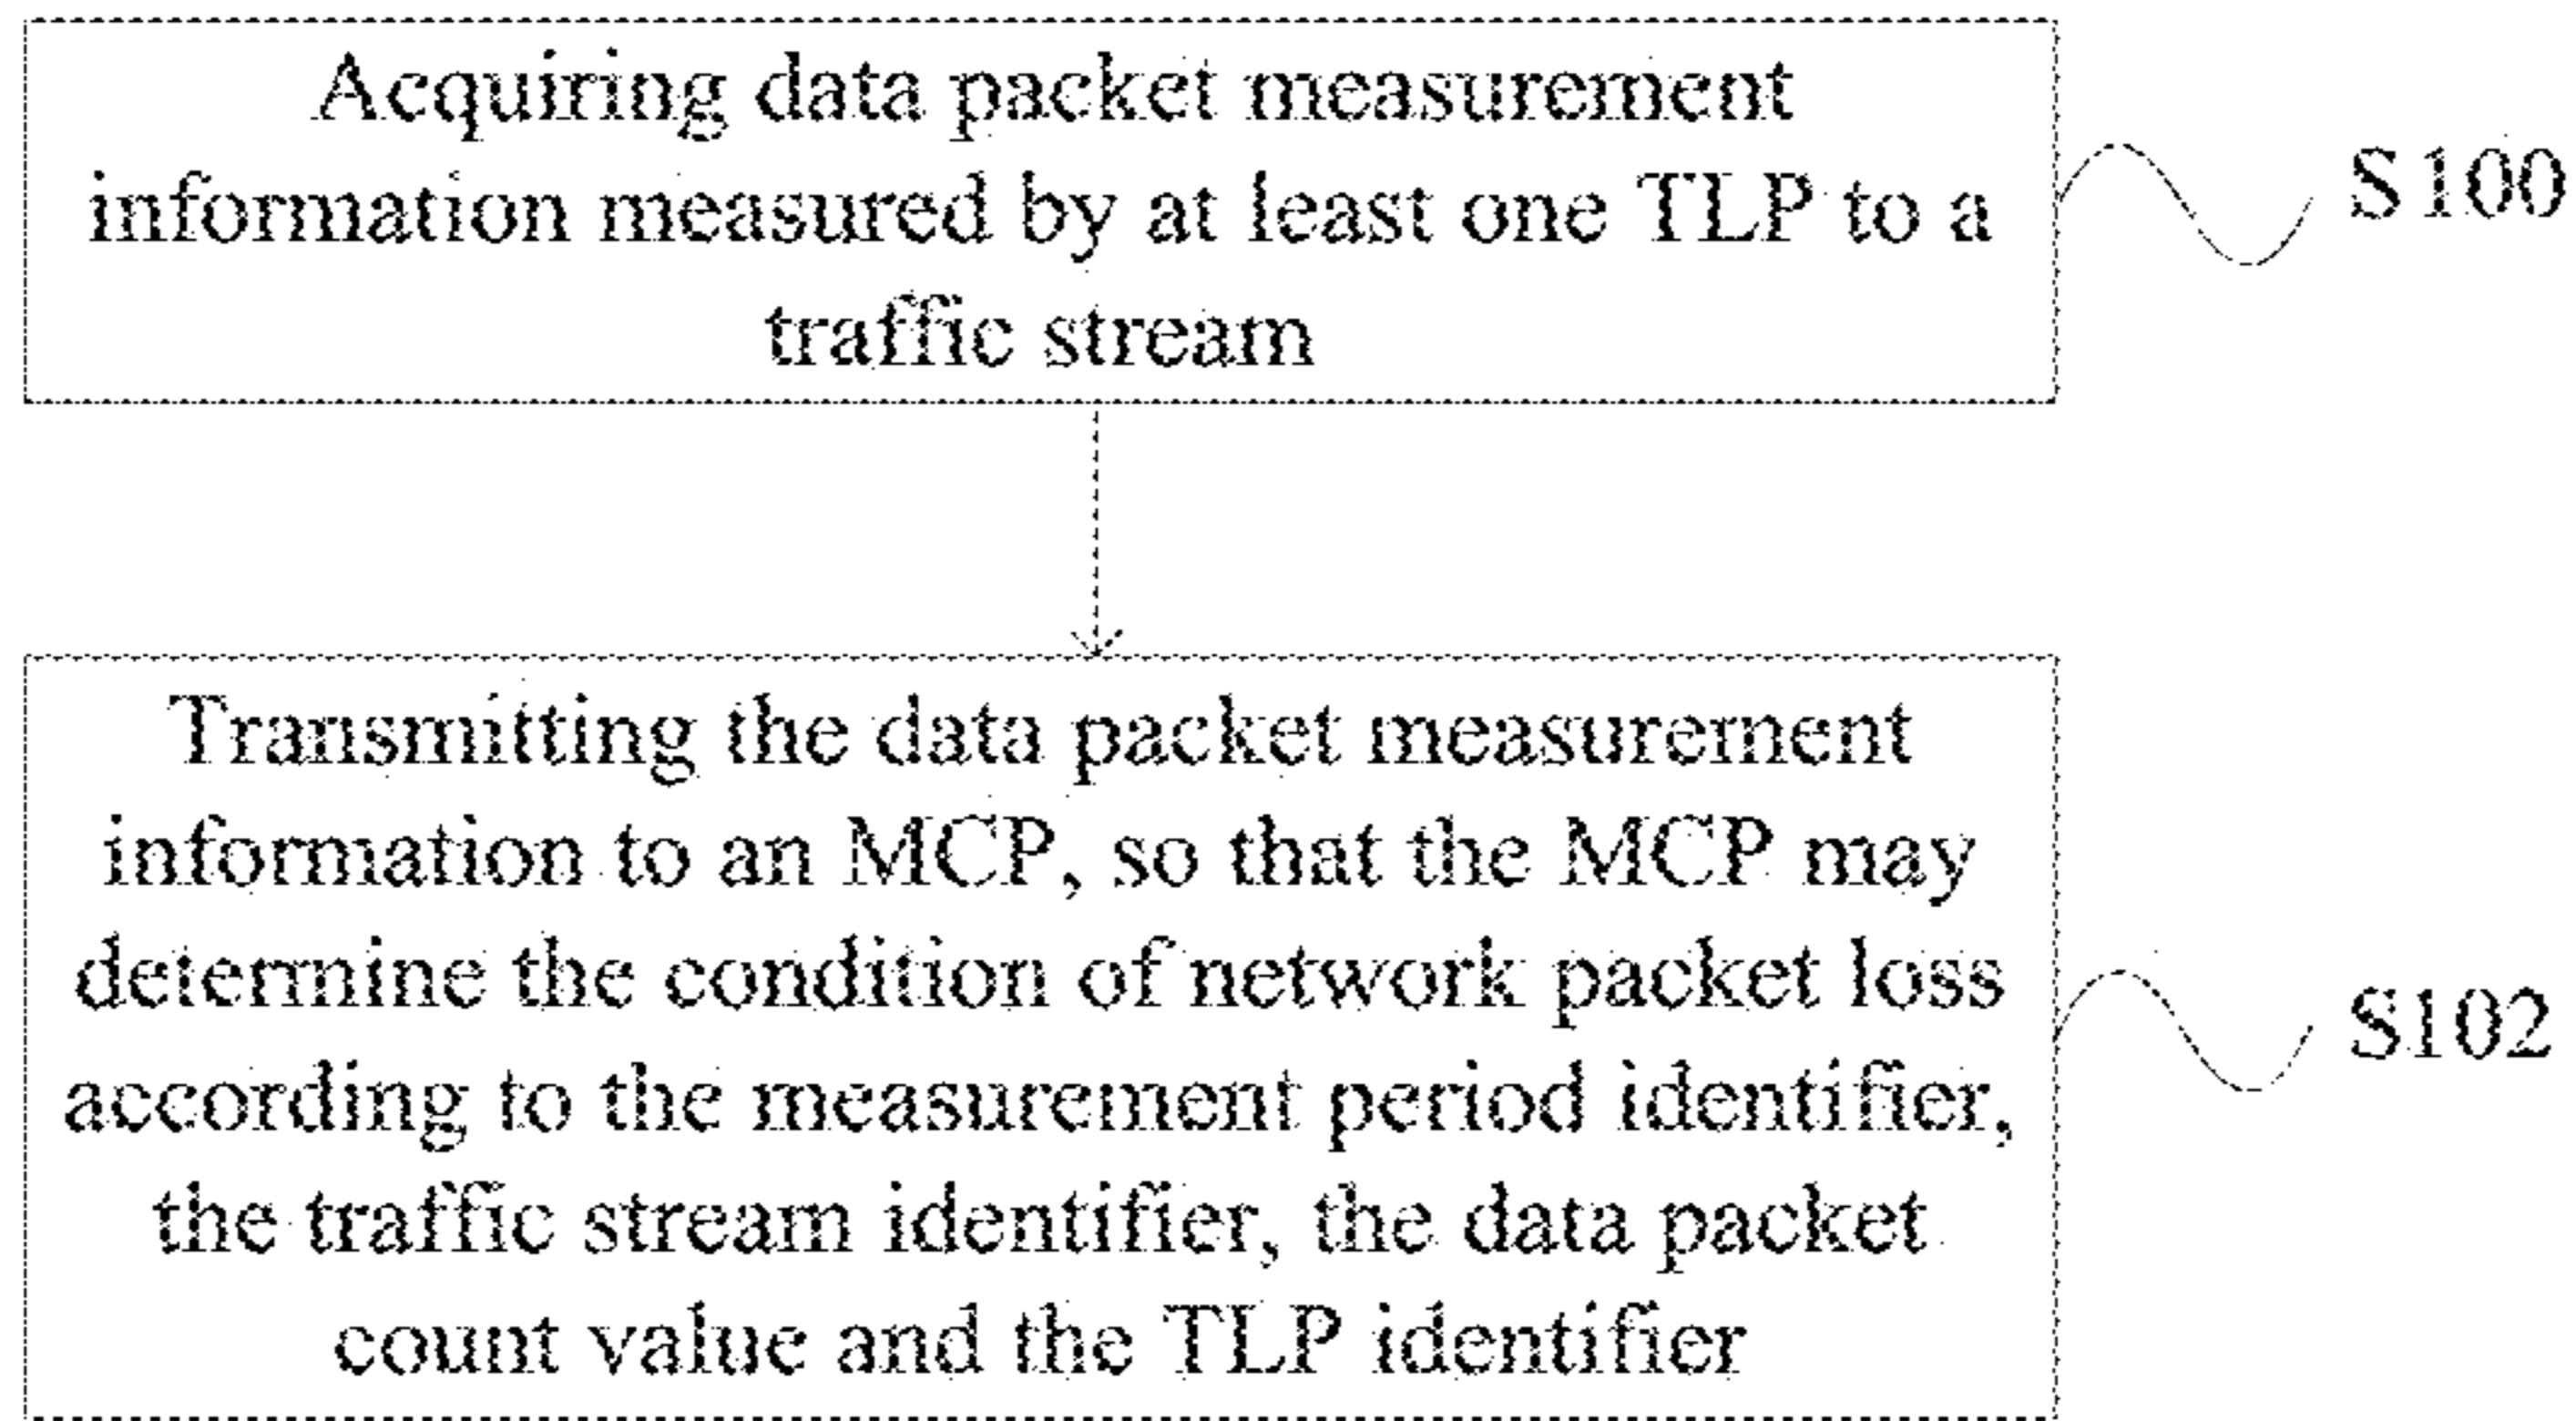 Acquiring data packet measurement
information measured by at least one TLP to a
traffic stream
S100
Transmitting the data packet measurement
information to an MCP, so that the MCP may
determine the condition of network packet loss
according to the measurement period identifier,
the traffic stream identifier, the data packet
count value and the TLP identifier
S102